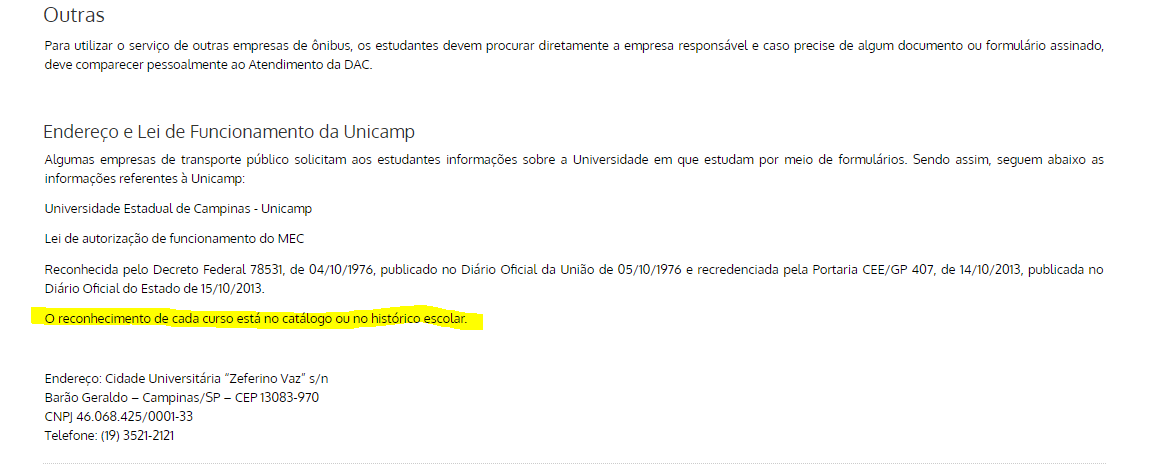 Outras
Para utilizar o serviço de outras empresas de ônibus, os estudantes devem procurar diretamente a empresa responsável e caso precise de algum documento ou formulário assinado,
deve comparecer pessoalmente ao Atendimento da DAC.
Endereço e Lei de Funcionamento da Unicamp
Algumas empresas de transporte público solicitam aos estudantes informações sobre a Universidade em que estudam por meio de formulários. Sendo assim, seguem abaixo as
informações referentes à Unicamp:
Universidade Estadual de Campinas - Unicamp
Lei de autorização de funcionamento do MEC
Reconhecida pelo Decreto Federal 78531, de 04/10/1976, publicado no Diário Oficial da União de 05/10/1976 e recredenciada pela Portaria CEE/GP 407, de 14/10/2013, publicada no
Diário Oficial do Estado de 15/10/2013.
O reconhecimento de cada curso está no catálogo ou no histórico escolar.
Endereço: Cidade Universitária "Zeferino Vaz" s/n
Barão Geraldo – Campinas/SP – CEP 13083-970
CNPJ 46.068.425/0001-33
Telefone: (19) 3521-2121